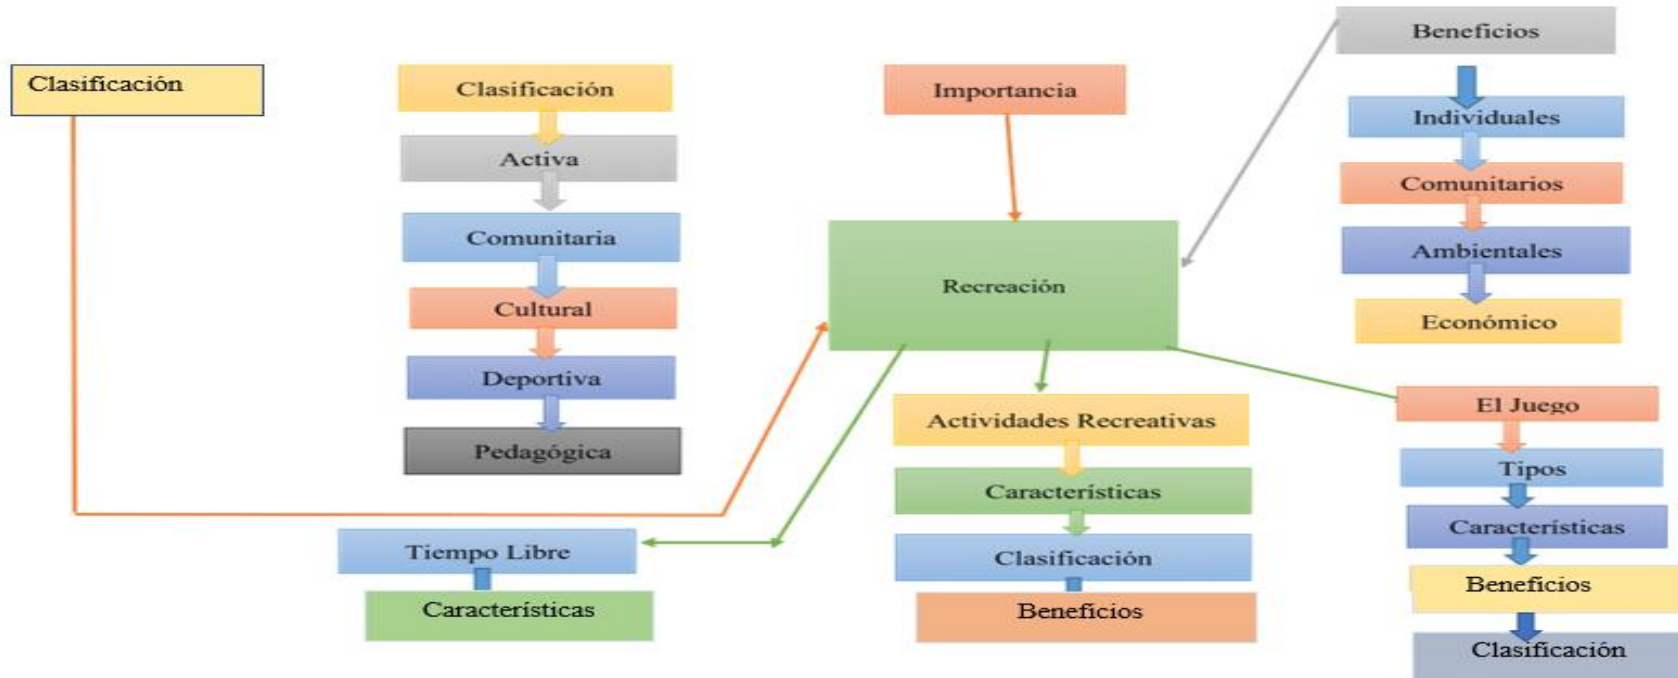 Clasificación
Clasificación
Activa
Comunitaria
Cultural
Deportiva
Pedagógica
Importancia
Beneficios
Individuales
Comunitarios
Ambientales
Económico
Recreación
Tiempo Libre
Características
Actividades Recreativas
Características
Clasificación
Beneficios
El Juego
Tipos
Características
Beneficios
Clasificación